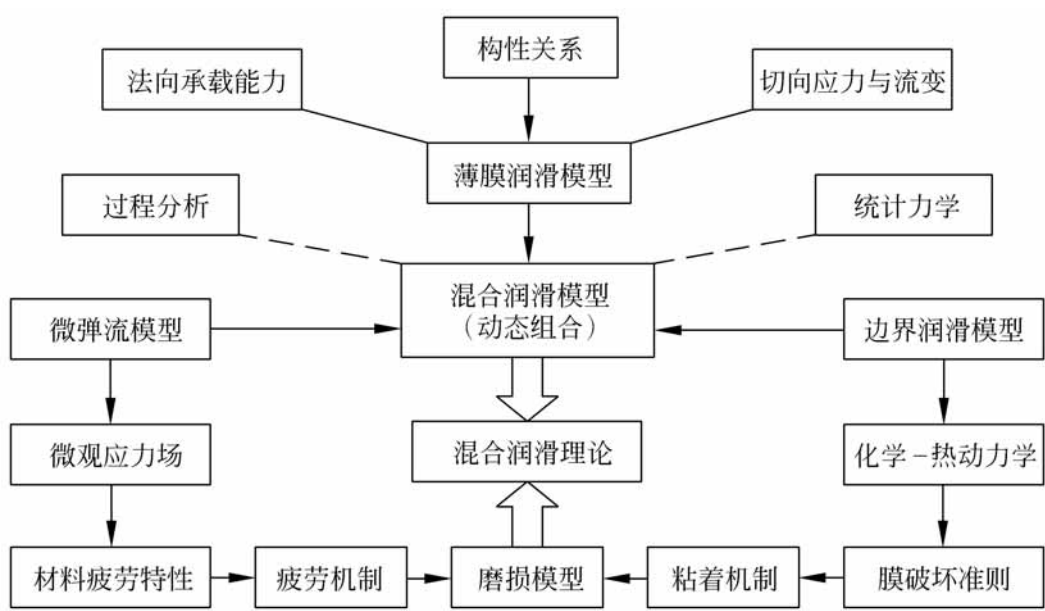 构性关系
法向承载能力
切向应力与流变
薄膜润滑模型
过程分析
统计力学
混合润滑模型
（动态组合）
微弹流模型
边界润滑模型
微观应力场
混合润滑理论
化学-热动力学
材料疲劳特性
疲劳机制
磨损模型
粘着机制
膜破坏准则